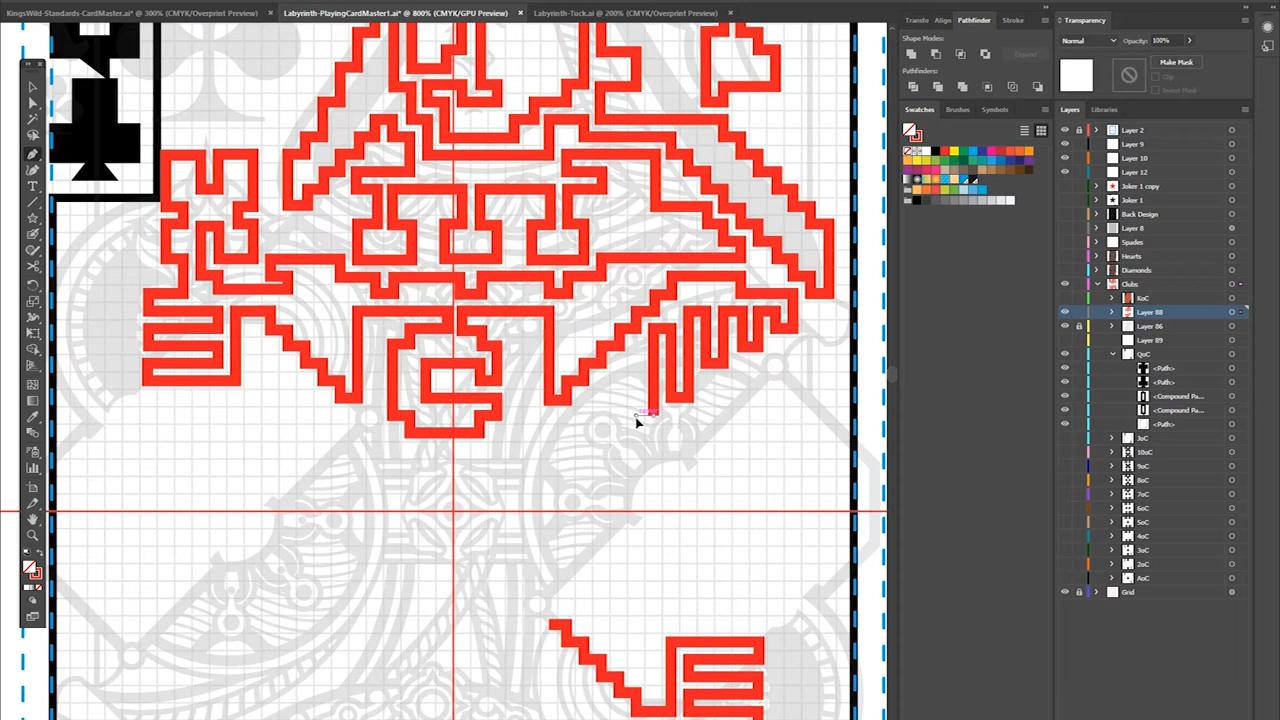 KingsWild-Standards-CardMaster.ai* @ 300% (CMYK/Overprint Preview) ×
Labyrinth-PlayingCardMaster1.ai* @ 800% (CMYK/GPU Preview) ×
Labyrinth-Tuck.ai @ 200% (CMYK/Overprint Preview) ×
Transfo Align Pathfinder Stroke
Shape Modes:
Expand
Pathfinders:
Swatches Brushes Symbols
Transparency
Normal Opacity: 100%
Make Mask
Clip
Invert Mask
Layers Libraries
Layer 2
Layer 9
Layer 10
Layer 12
Joker 1 copy
Joker 1
Back Design
Layer 8
Spades
Hearts
Diamonds
Clubs
KoC
Layer 88
Layer 86
Layer 89
QoC
<Path>
<Path>
<Compound Pa...
<Compound Pa...
<Path>
JoC
10oC
9oC
8oC
7oC
6oC
5oC
4oC
3oC
2oC
AoC
Grid